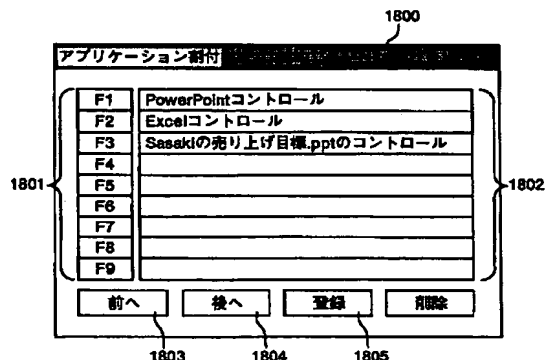 1800
アプリケーション割付
F1 PowerPointコントロール
F2 Excelコントロール
F3 Sasakiの売り上げ目標.pptのコントロール
F4
1801 F5 1802
F6
F7
F8
F9
前へ 後へ 登録 削除
1803 1804 1805